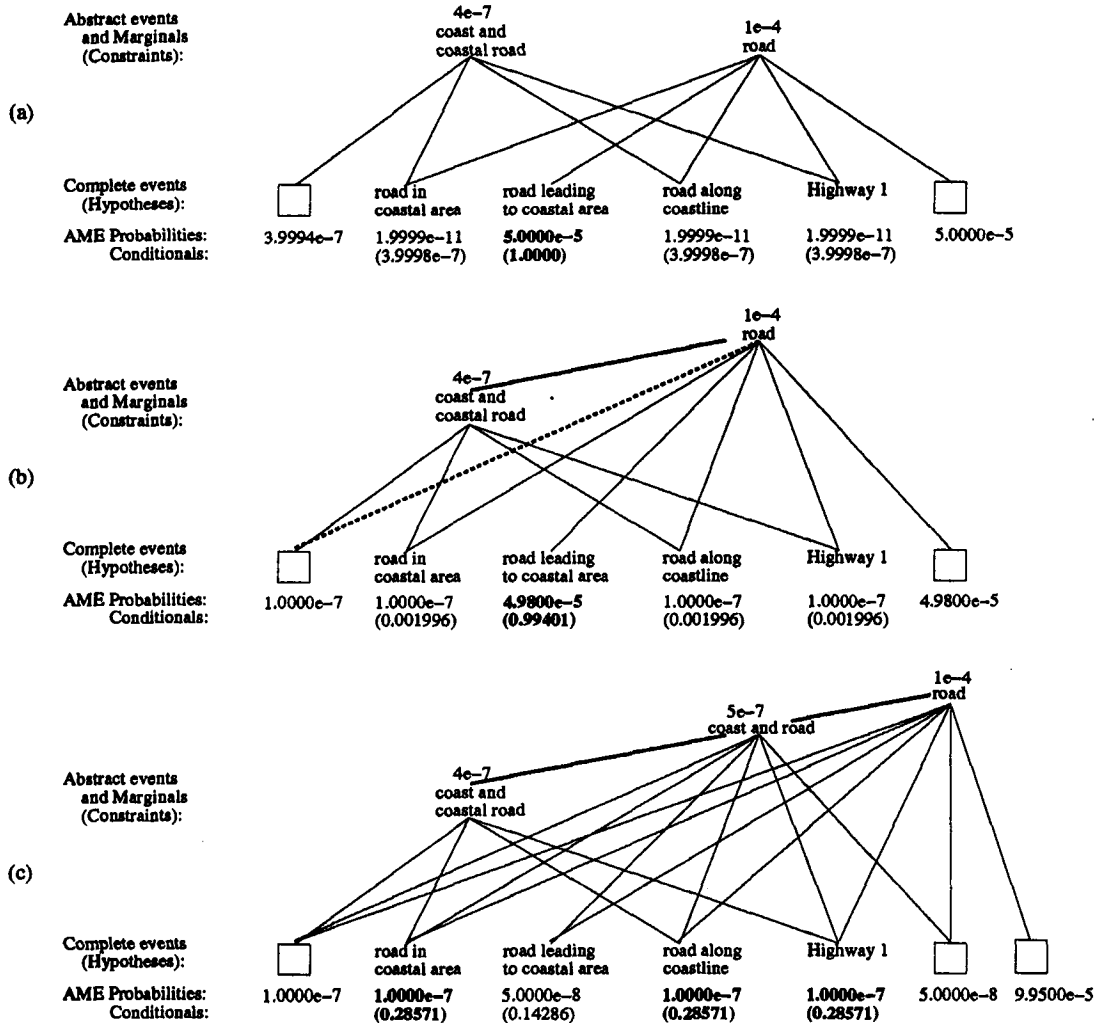 Abstract events
and Marginals
(Constraints):
4e-7
coast and
coastal road
1e-4
road
(a)
Complete events
(Hypotheses):
road in
coastal area
road leading
to coastal area
road along
coastline
Highway 1
AME Probabilities: 3.9994e-7 1.9999e-11 5.0000e-5 1.9999e-11 1.9999e-11 5.0000e-5
Conditionals: (3.9998e-7) (1.0000) (3.9998e-7) (3.9998e-7)
1e-4
road
Abstract events
and Marginals
(Constraints):
4e-7
coast and
coastal road
(b)
Complete events
(Hypotheses):
road in
coastal area
road leading
to coastal area
road along
coastline
Highway 1
AME Probabilities: 1.0000e-7 1.0000e-7 4.9800e-5 1.0000e-7 1.0000e-7 4.9800e-5
Conditionals: (0.001996) (0.99401) (0.001996) (0.001996)
1e-4
road
5e-7
coast and road
Abstract events
and Marginals
(Constraints):
4e-7
coast and
coastal road
(c)
Complete events
(Hypotheses):
road in
coastal area
road leading
to coastal area
road along
coastline
Highway 1
AME Probabilities: 1.0000e-7 1.0000e-7 5.0000e-8 1.0000e-7 1.0000e-7 5.0000e-8 9.9500e-5
Conditionals: (0.28571) (0.14286) (0.28571) (0.28571)